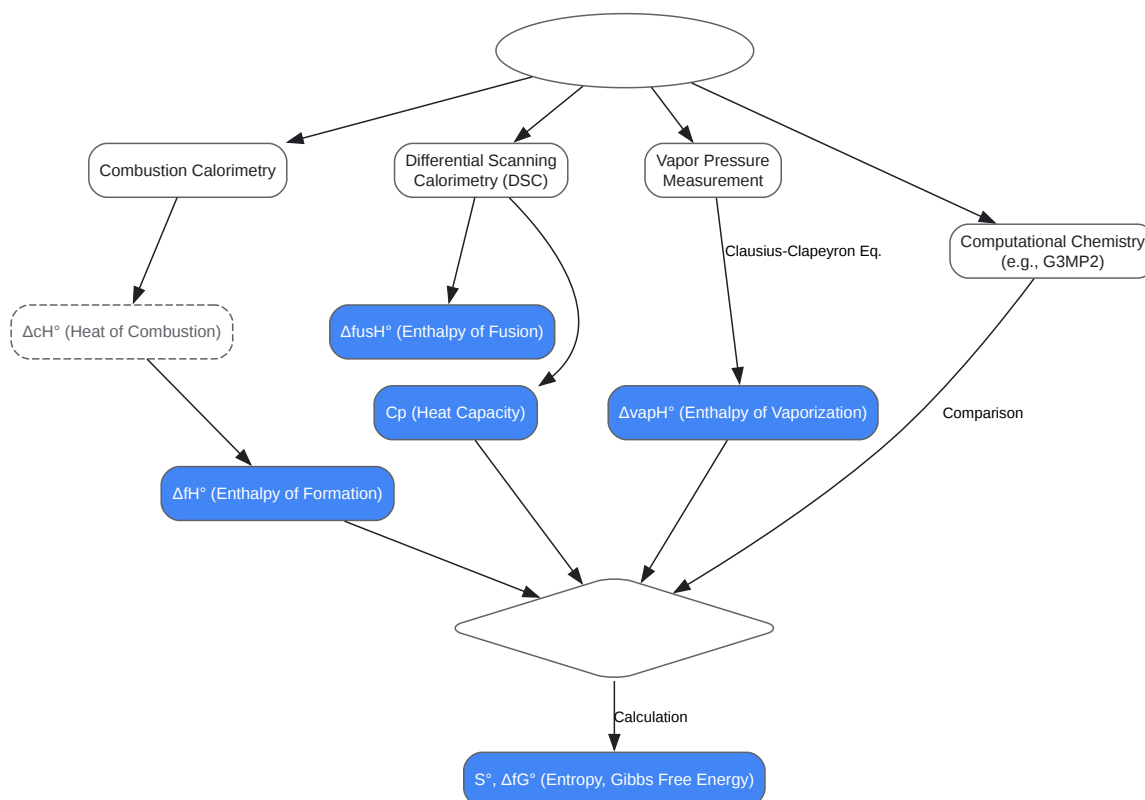 Combustion Calorimetry
Differential Scanning
Calorimetry (DSC)
Vapor Pressure
Measurement
Computational Chemistry
(e.g., G3MP2)
Clausius-Clapeyron Eq.
ΔcH° (Heat of Combustion)
ΔfusH° (Enthalpy of Fusion)
Cp (Heat Capacity)
ΔvapH° (Enthalpy of Vaporization)
Comparison
ΔfH° (Enthalpy of Formation)
Calculation
S°, ΔfG° (Entropy, Gibbs Free Energy)